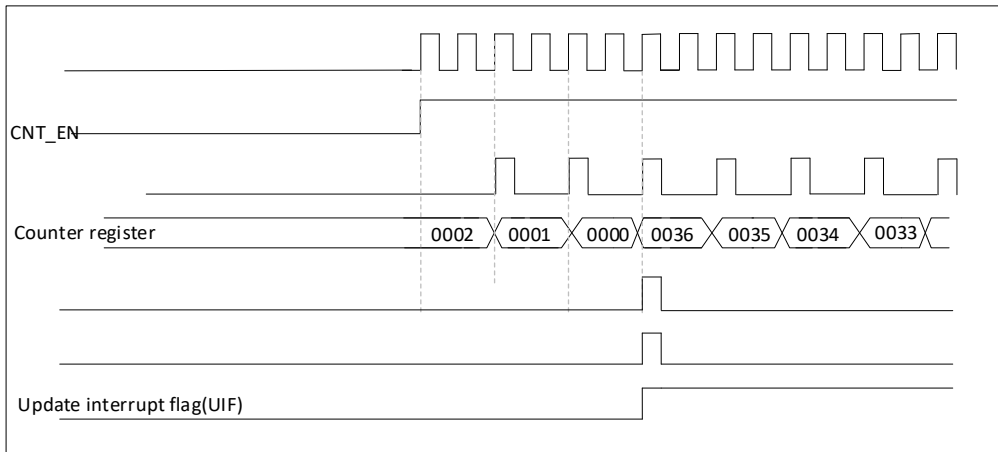 CNT_EN
Counter register 0002 0001 0000 0036 0035 0034 0033
Update interrupt flag(UIF)